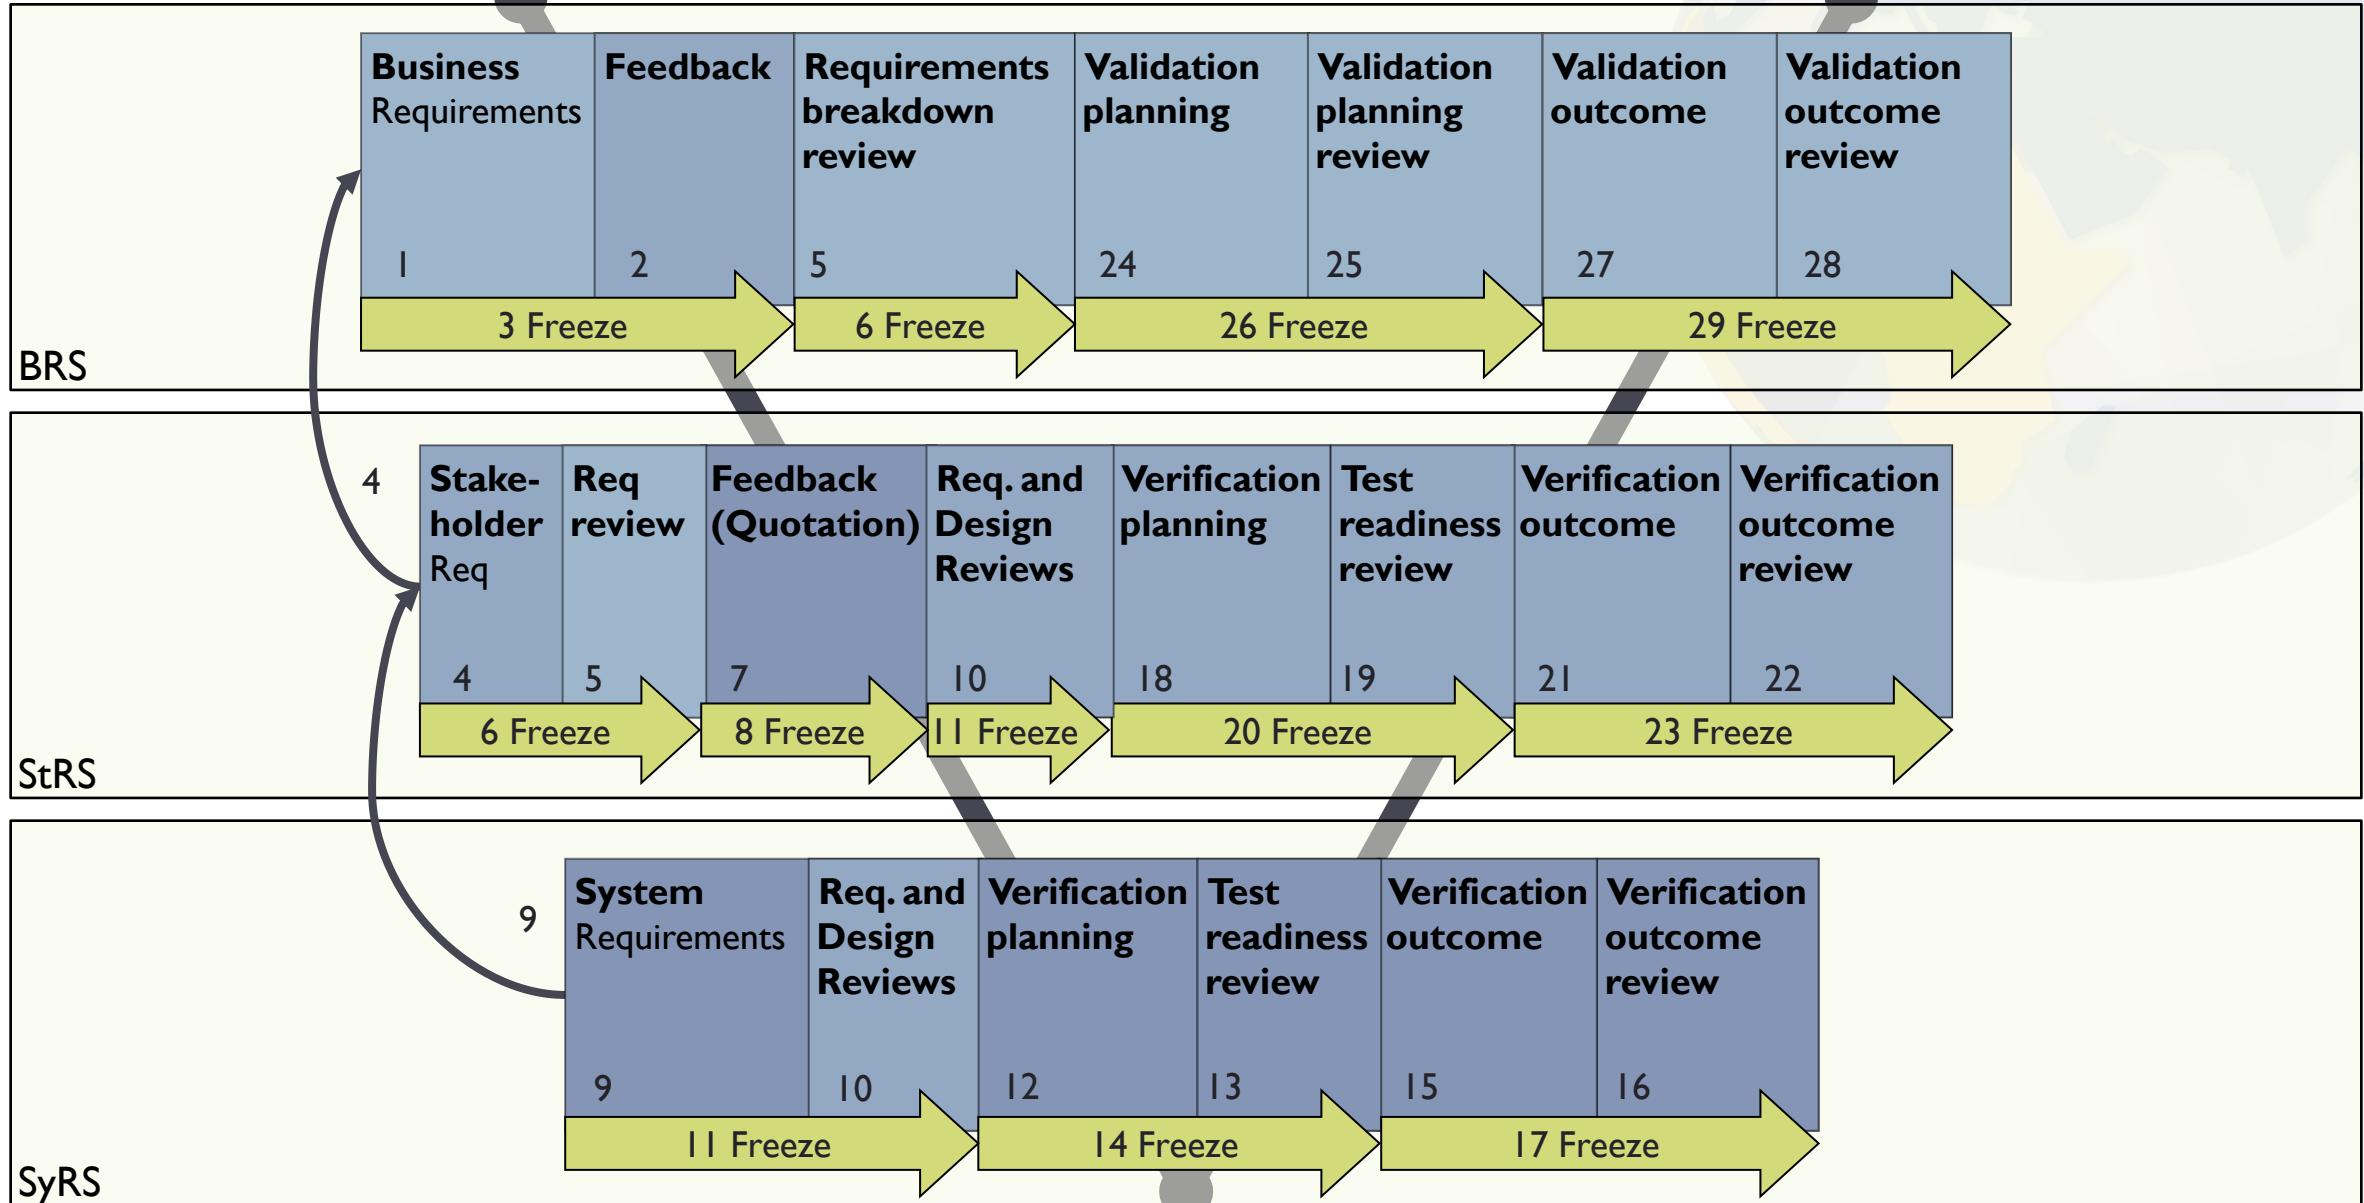 Business
Requirements
1
Feedback
2
Requirements
breakdown
review
5
Validation
planning
24
Validation
planning
review
25
Validation
outcome
27
Validation
outcome
review
28
3 Freeze
6 Freeze
26 Freeze
29 Freeze
BRS
4
Stake-
holder
Req
4
Req
review
5
Feedback
(Quotation)
7
Req. and
Design
Reviews
10
Verification
planning
18
Test
readiness
review
19
Verification
outcome
21
Verification
outcome
review
22
6 Freeze
8 Freeze
11 Freeze
20 Freeze
23 Freeze
StRS
9
System
Requirements
9
Req. and
Design
Reviews
10
Verification
planning
12
Test
readiness
review
13
Verification
outcome
15
Verification
outcome
review
16
11 Freeze
14 Freeze
17 Freeze
SyRS